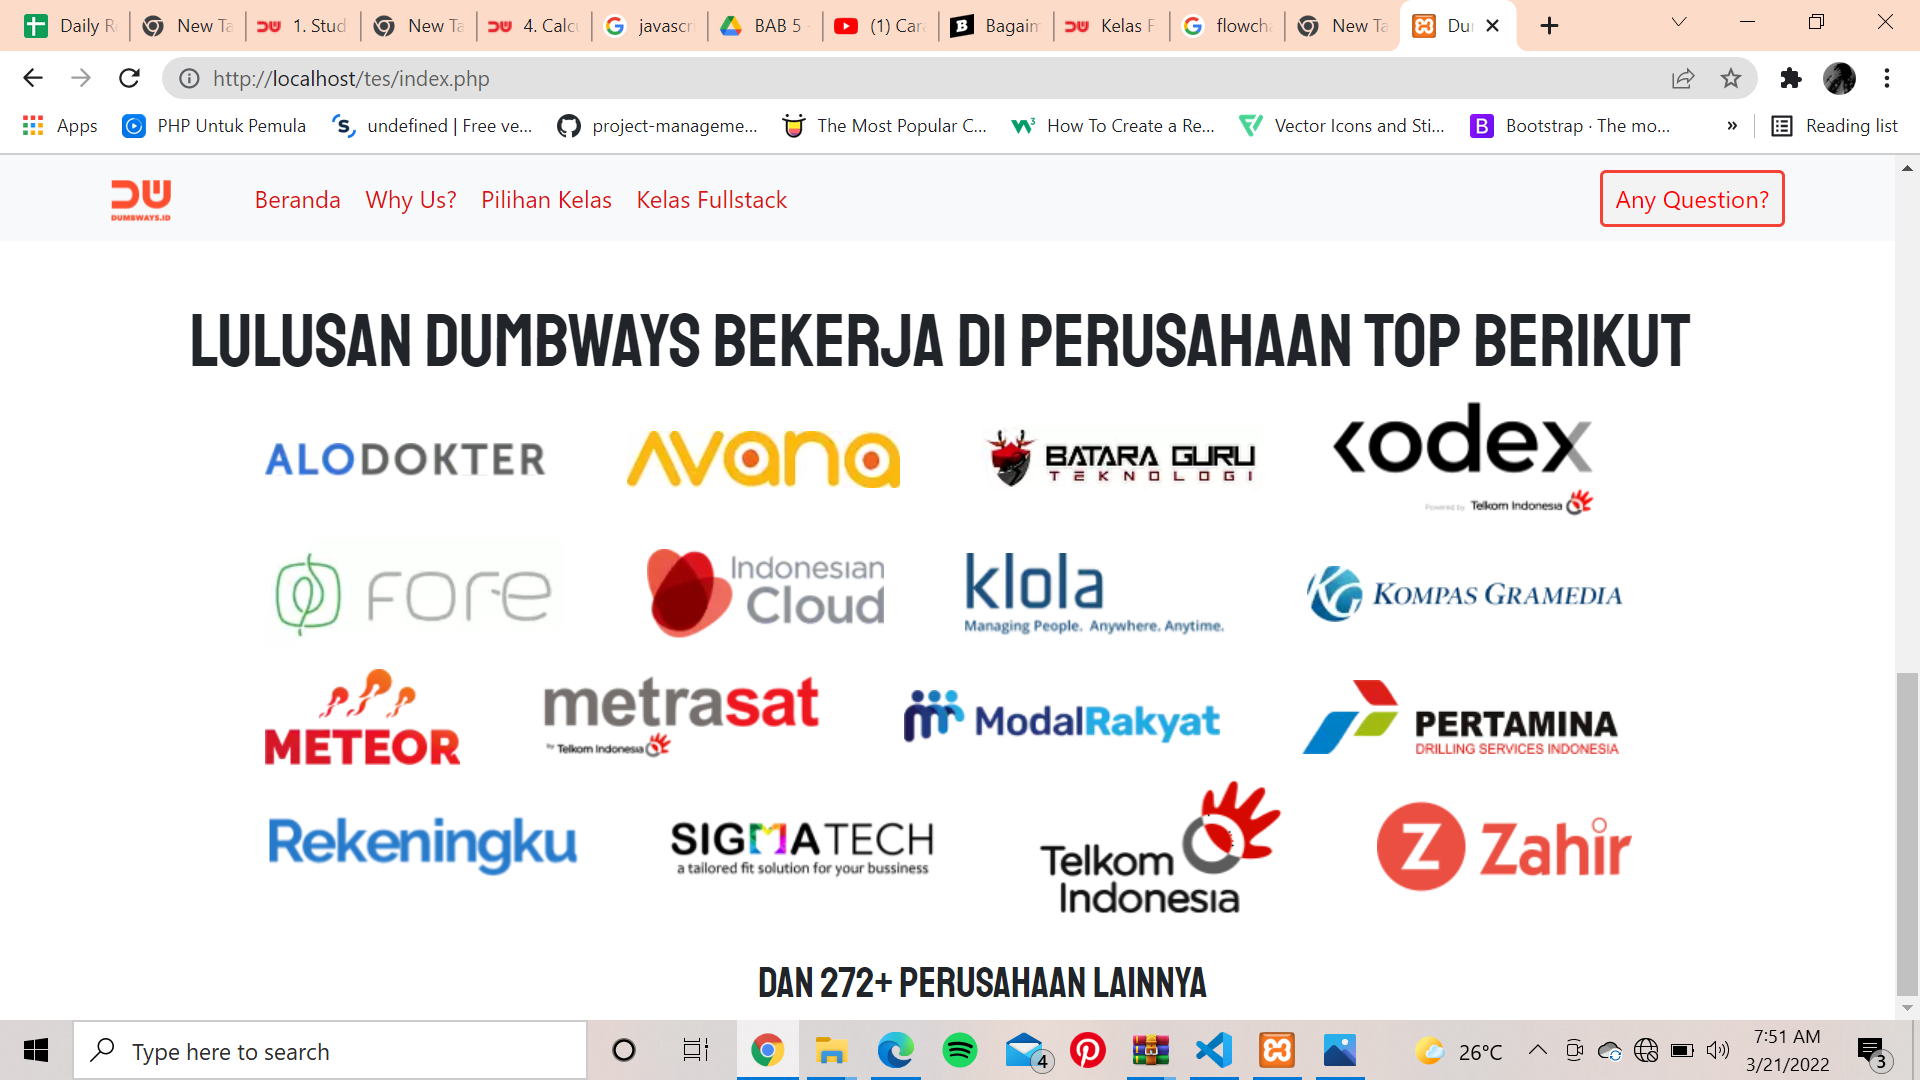 Daily R
New Ta
1. Stud
New Ta
4. Calcu
javascri
BAB 5 -
(1) Cara
Bagaim
Kelas F
flowcha
New Ta
Du
http://localhost/tes/index.php
Apps
PHP Untuk Pemula
undefined | Free ve...
project-manageme...
The Most Popular C...
How To Create a Re...
Vector Icons and Sti...
Bootstrap · The mo...
»
Reading list
DUMBWAYS.ID
Beranda
Why Us?
Pilihan Kelas
Kelas Fullstack
Any Question?
LULUSAN DUMBWAYS BEKERJA DI PERUSAHAAN TOP BERIKUT
ALODOKTER
AVANA
BATARA GURU
TEKNOLOGI
kodex
Powered by Telkom Indonesia
FORE
Indonesian
Cloud
klola
Managing People. Anywhere. Anytime.
KOMPAS GRAMEDIA
METEOR
metrasat
by Telkom Indonesia
ModalRakyat
PERTAMINA
DRILLING SERVICES INDONESIA
Rekeningku
SIGMATECH
a tailored fit solution for your bussiness
Telkom
Indonesia
Z Zahir
DAN 272+ PERUSAHAAN LAINNYA
Type here to search
4
26°C
7:51 AM
3/21/2022
3